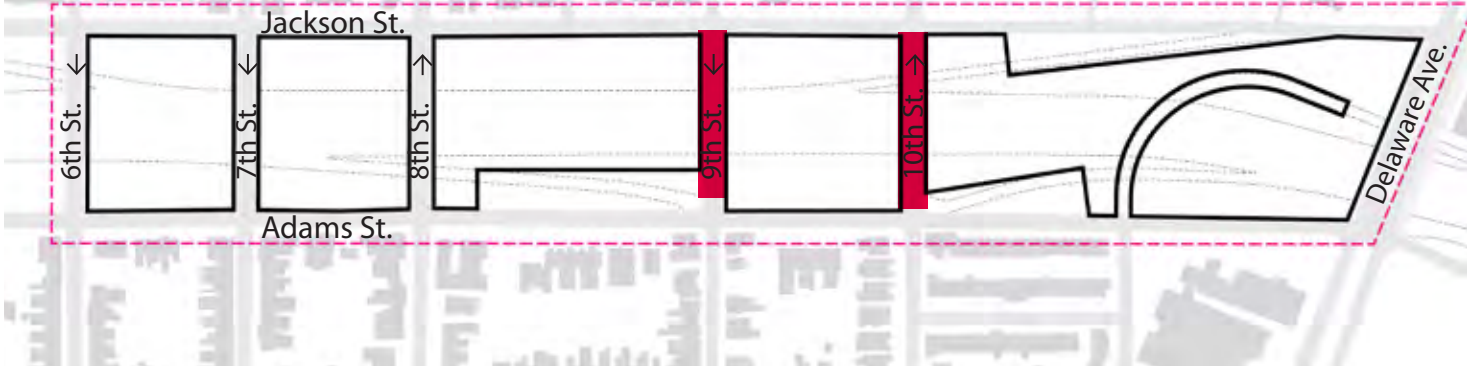 Jackson St.
6th St.
7th St.
8th St.
9th St.
10th St.
Delaware Ave.
Adams St.